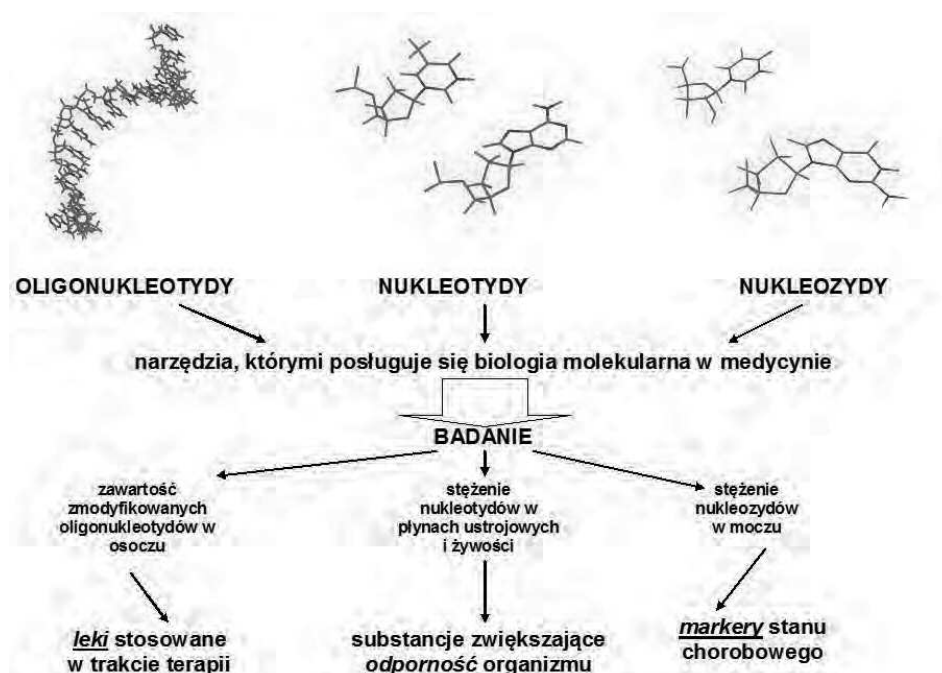 OLIGONUKLEOTYDY
NUKLEOTYDY
NUKLEOZYDY
narzędzia, którymi posługuje się biologia molekularna w medycynie
BADANIE
zawartość
zmodyfikowanych
oligonukleotydów w
osoczu
stężenie
nukleotydów w
płynach ustrojowych
i żywości
stężenie
nukleozydów
w moczu
leki stosowane
w trakcie terapii
substancje zwiększające
odporność organizmu
markery stanu
chorobowego